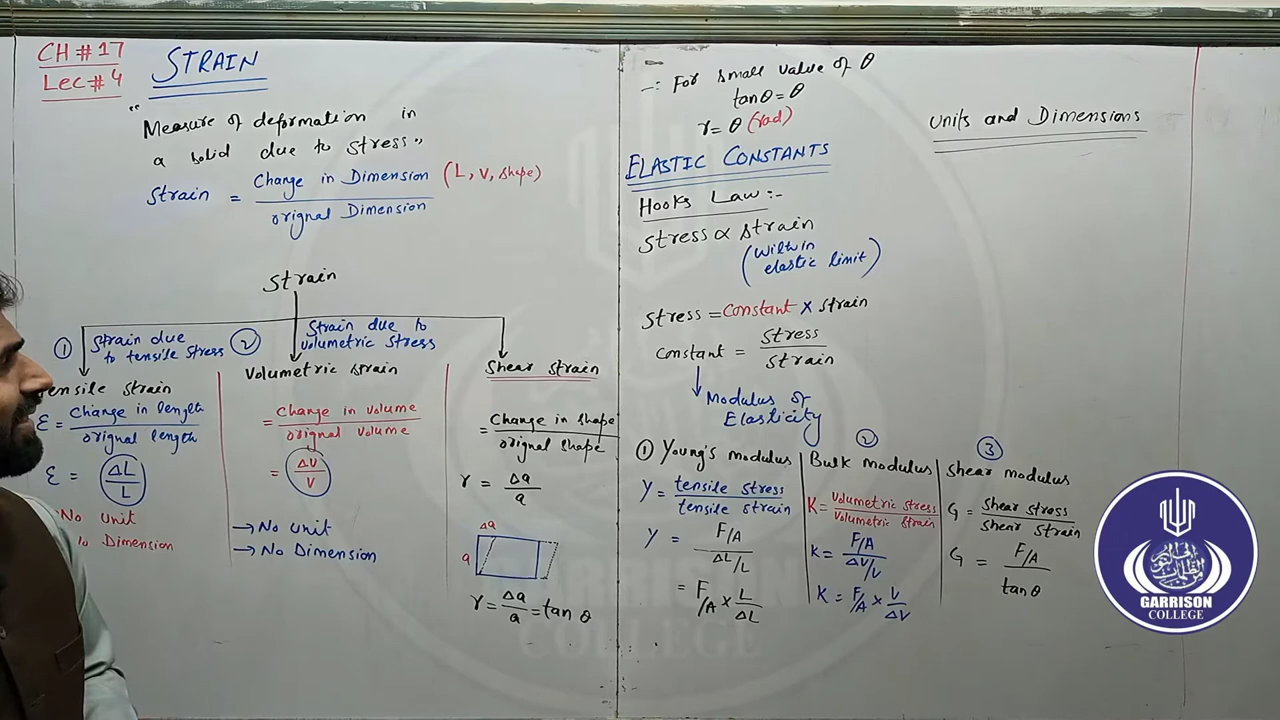 CH # 17
Lec # 4
STRAIN
"Measure of deformation in
a solid due to stress"
Strain = Change in Dimension / orignal Dimension (L, V, shape)
Strain
① Strain due
to tensile stress
② Strain due to
volumetric stress
ensile strain
ε = Change in length / orignal length
ε = ΔL / L
No unit
Dimension
Volumetric strain
= Change in volume / orignal volume
= ΔV / V
→ No unit
→ No Dimension
Shear strain
= Change in shape / orignal shape
γ = Δa / a
Δa
a
γ = Δa / a = tan θ
-: For small value of θ
tanθ = θ
γ = θ (rad)
ELASTIC CONSTANTS
Hooks Law :-
Stress ∝ strain
(within
elastic limit)
Stress = Constant × strain
Constant = Stress / Strain
Modulus of
Elasticity
① Young's modulus
Y = tensile stress / tensile strain
Y = F/A / ΔL/L
= F/A × L / ΔL
②
Bulk modulus
K = Volumetric stress / Volumetric strain
K = F/A / ΔV/V
K = F/A × V / ΔV
③
Shear modulus
G = Shear stress / Shear strain
G = F/A / tanθ
Units and Dimensions
GARRISON
COLLEGE